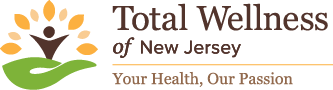 Total Wellness
of New Jersey
Your Health, Our Passion